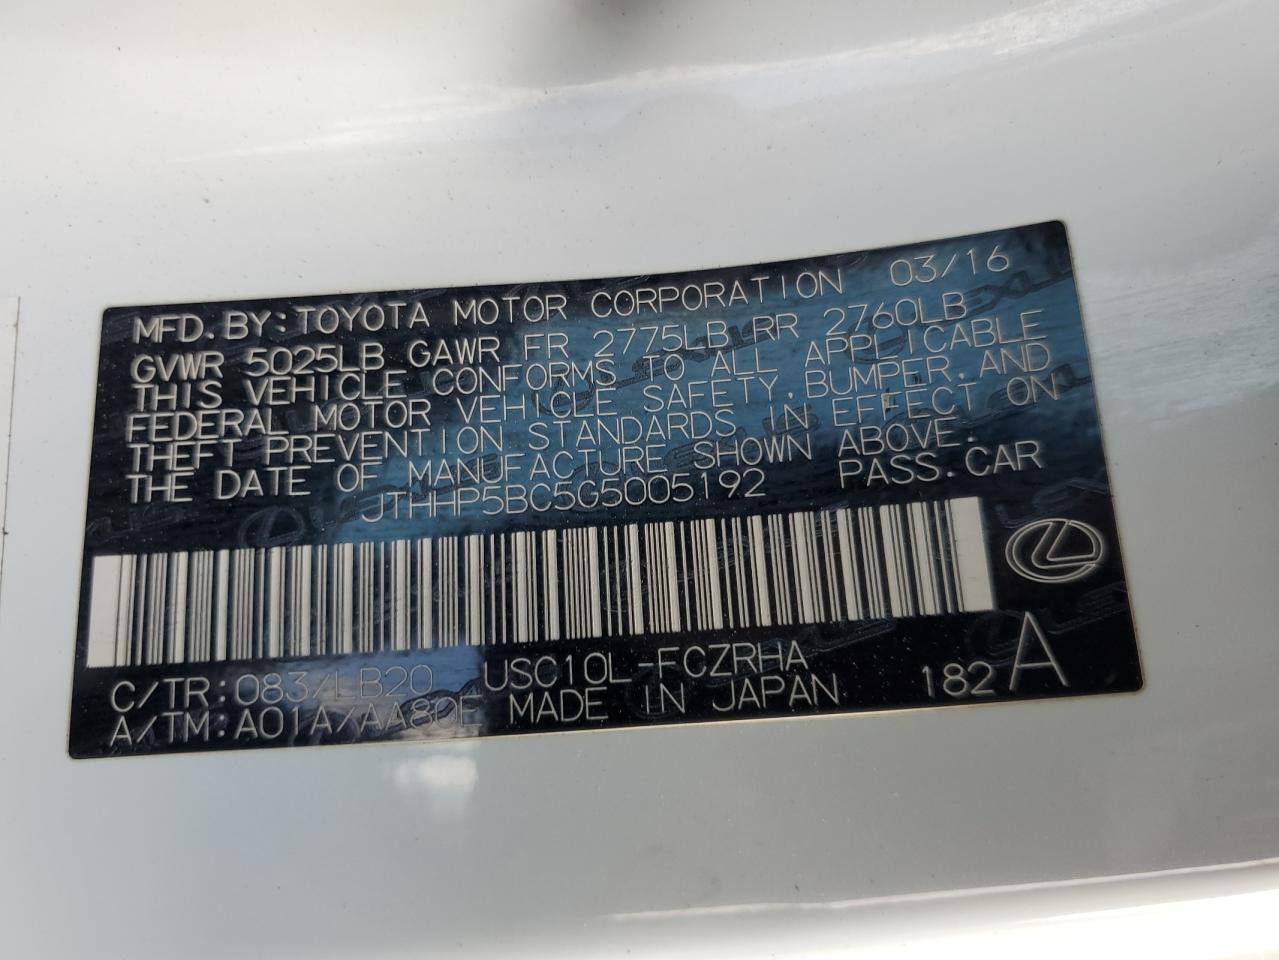 MFD.BY:TOYOTA MOTOR CORPORATION 03/16
GVWR 5025LB GAWR FR 2775LB RR 2760LB
THIS VEHICLE CONFORMS TO ALL APPLICABLE
FEDERAL MOTOR VEHICLE SAFETY,BUMPER,AND
THEFT PREVENTION STANDARDS IN EFFECT ON
THE DATE OF MANUFACTURE SHOWN ABOVE.
JTHHP5BC5G5005192 PASS.CAR
C/TR:083/LB20 USC10L-FCZRHA
A/TM:A01A/AA80E MADE IN JAPAN 182 A